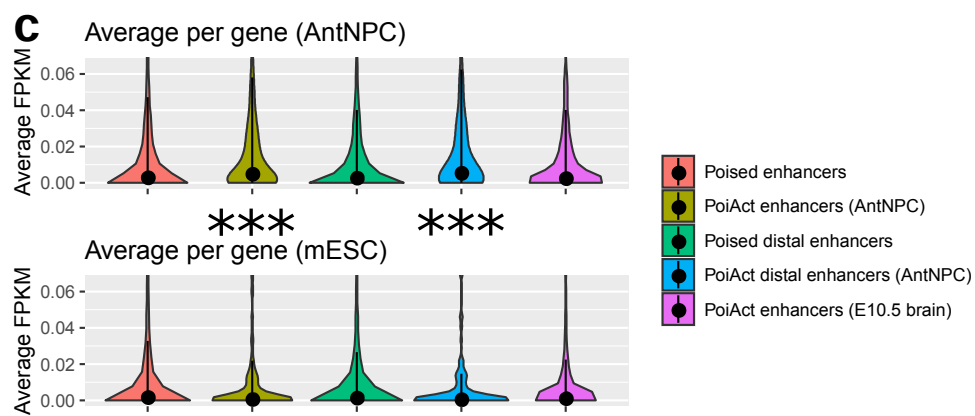 c
Average per gene (AntNPC)
Average FPKM
0.06
0.04
0.02
0.00
***
***
Average per gene (mESC)
Average FPKM
0.06
0.04
0.02
0.00
Poised enhancers
PoiAct enhancers (AntNPC)
Poised distal enhancers
PoiAct distal enhancers (AntNPC)
PoiAct enhancers (E10.5 brain)